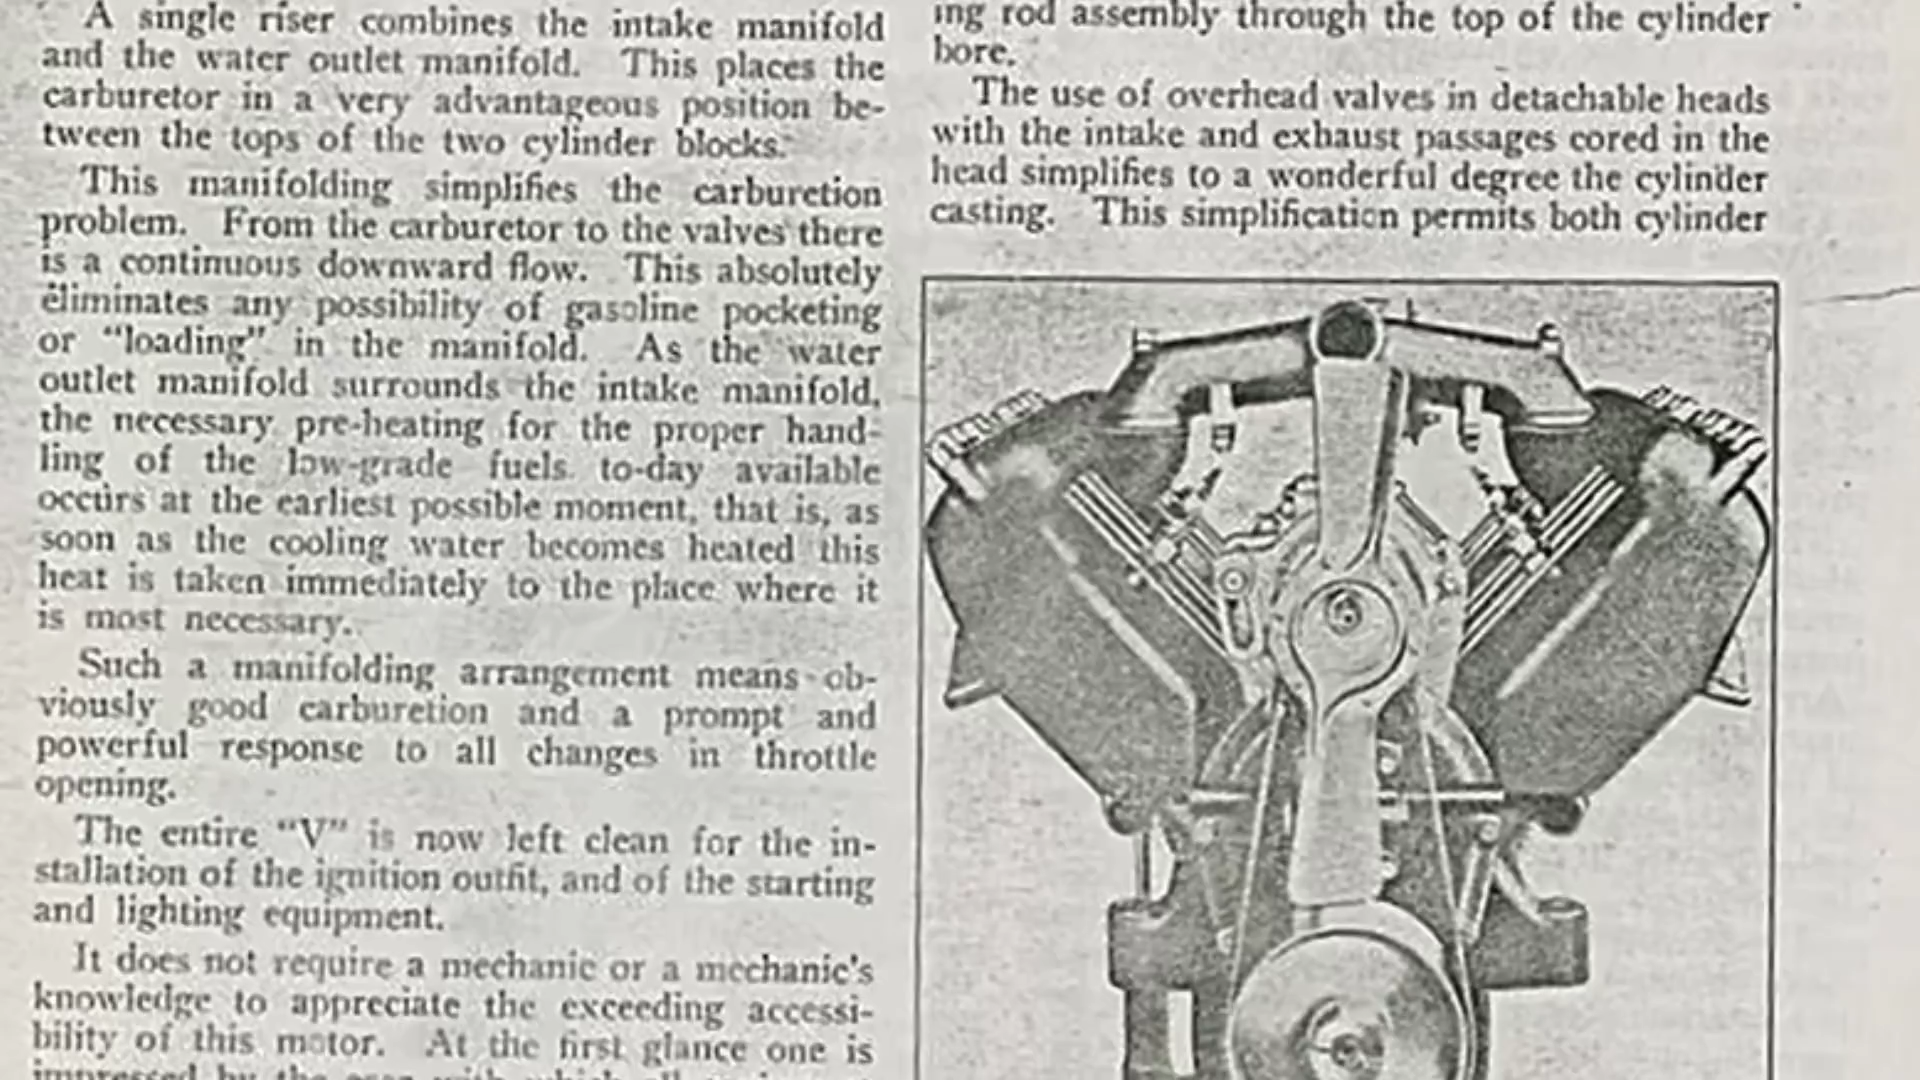 A single riser combines the intake manifold
and the water outlet manifold. This places the
carburetor in a very advantageous position be-
tween the tops of the two cylinder blocks.
This manifolding simplifies the carburetion
problem. From the carburetor to the valves there
is a continuous downward flow. This absolutely
eliminates any possibility of gasoline pocketing
or "loading" in the manifold. As the water
outlet manifold surrounds the intake manifold,
the necessary pre-heating for the proper hand-
ling of the low-grade fuels to-day available
occurs at the earliest possible moment, that is, as
soon as the cooling water becomes heated this
heat is taken immediately to the place where it
is most necessary.
Such a manifolding arrangement means ob-
viously good carburetion and a prompt and
powerful response to all changes in throttle
opening.
The entire "V" is now left clean for the in-
stallation of the ignition outfit, and of the starting
and lighting equipment.
It does not require a mechanic or a mechanic's
knowledge to appreciate the exceeding accessi-
bility of this motor. At the first glance one is
impressed by the ease with which all
ing rod assembly through the top of the cylinder
bore.
The use of overhead valves in detachable heads
with the intake and exhaust passages cored in the
head simplifies to a wonderful degree the cylinder
casting. This simplification permits both cylinder